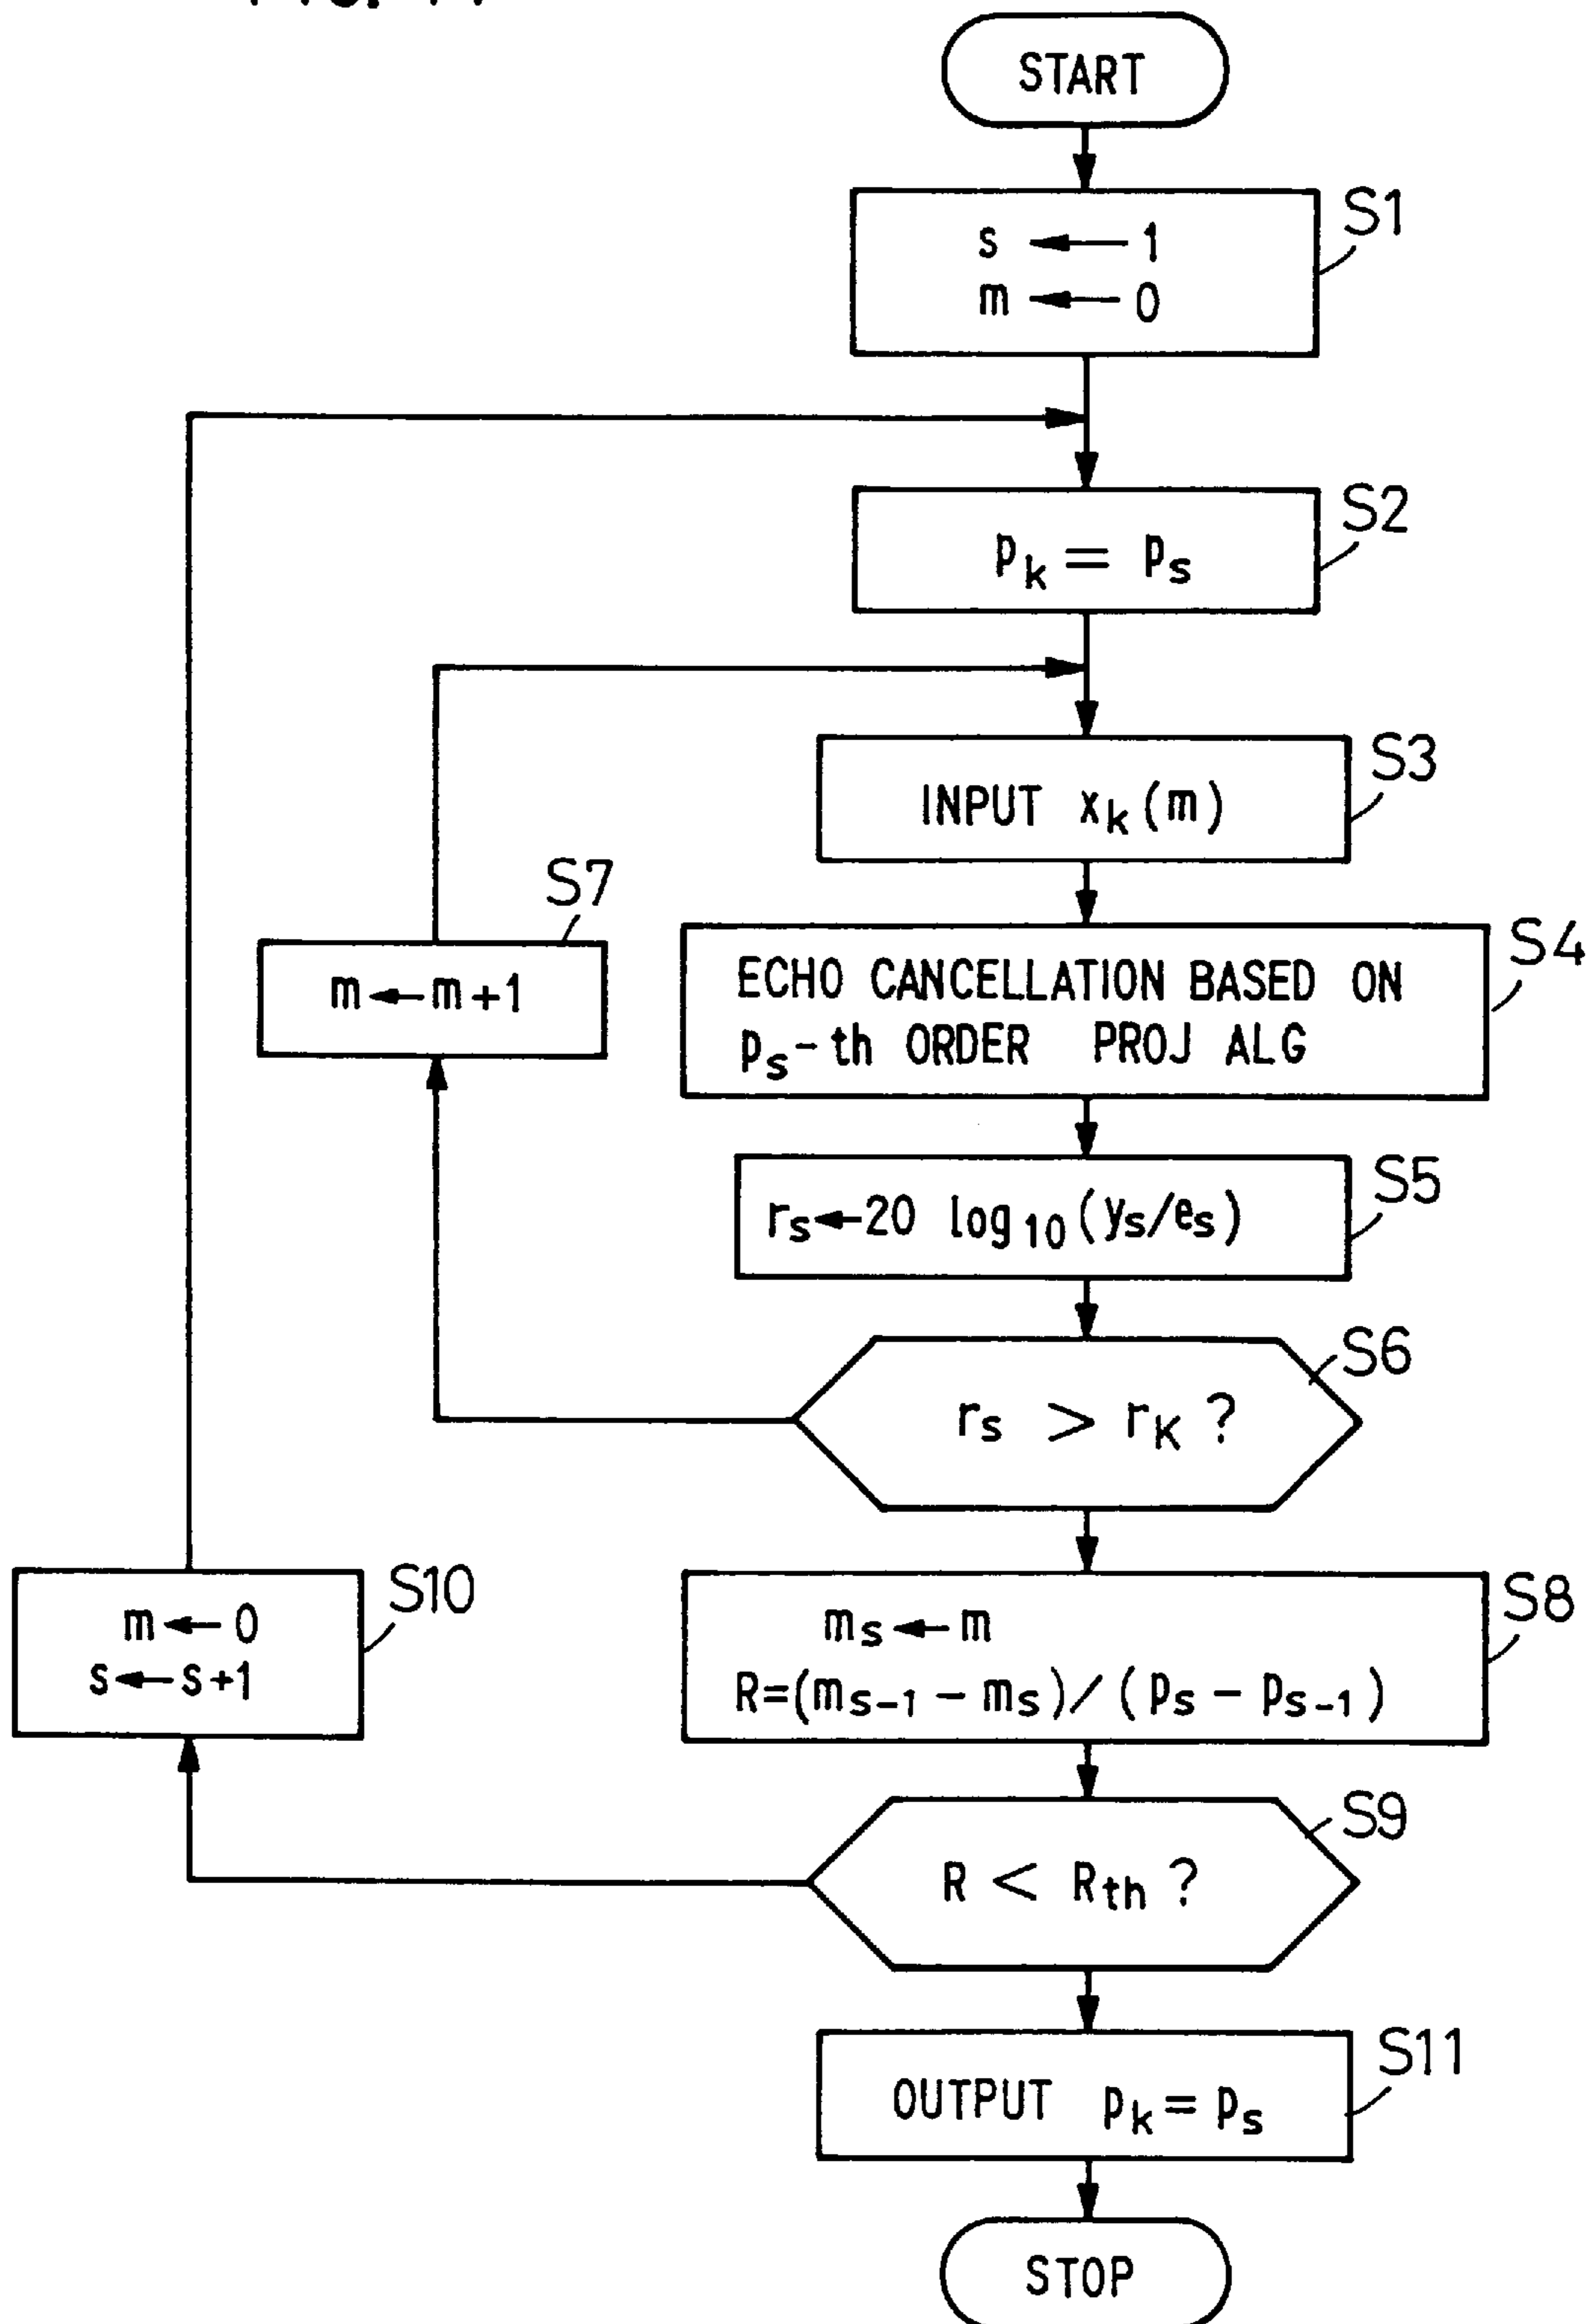 START
S1
s ← 1
m ← 0
S2
p_k = p_s
S3
INPUT x_k(m)
S7
m←m+1
S4
ECHO CANCELLATION BASED ON
p_s-th ORDER PROJ ALG
S5
r_s←20 log_10(y_s/e_s)
S6
r_s > r_K ?
S10
m←0
s←s+1
S8
m_s←m
R=(m_s-1 - m_s)/(p_s - p_s-1)
S9
R < R_th ?
S11
OUTPUT p_k = p_s
STOP